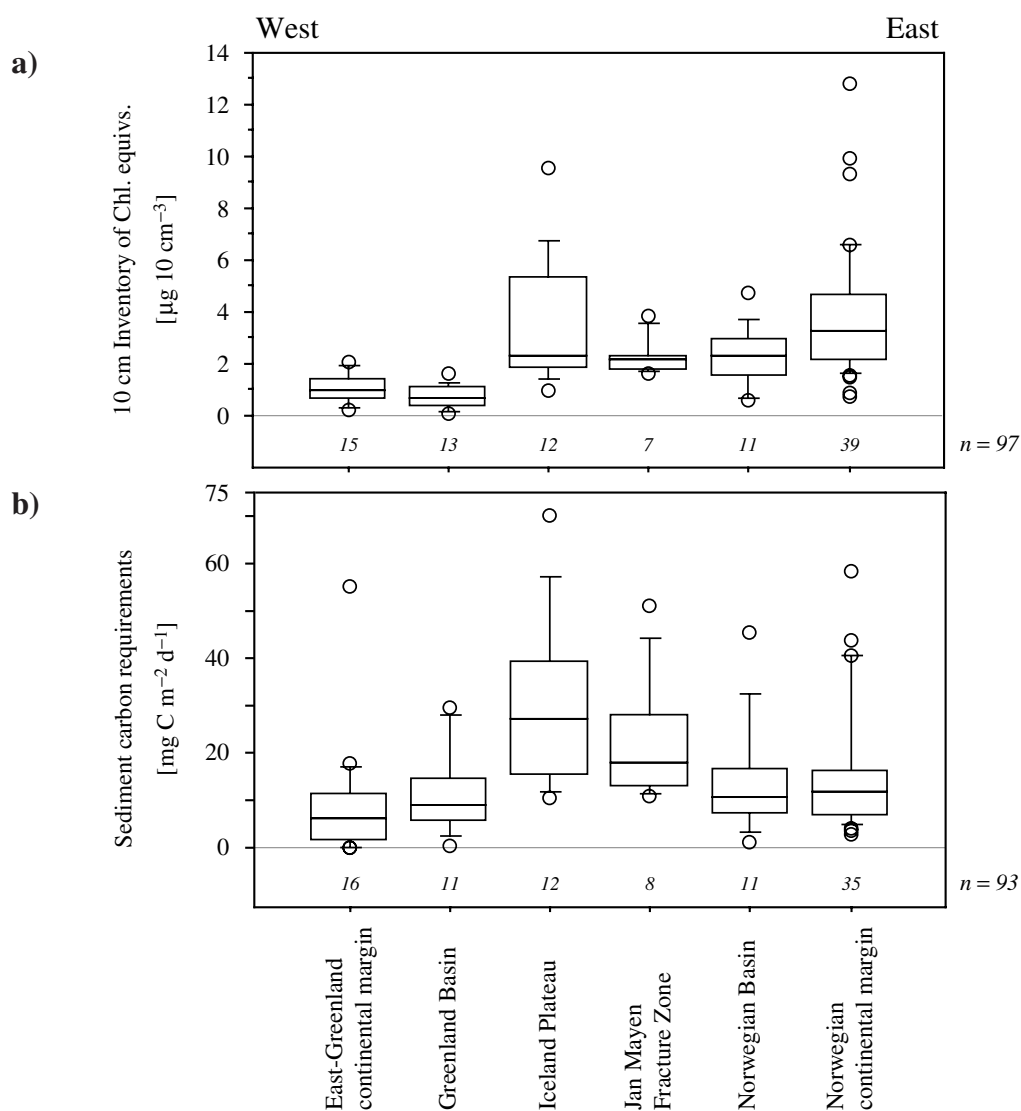 West East
a)
10 cm Inventory of Chl. equivs.
[µg 10 cm−3]
14
12
10
8
6
4
2
0
15 13 12 7 11 39 n = 97
b)
Sediment carbon requirements
[mg C m−2 d−1]
75
60
40
20
0
16 11 12 8 11 35 n = 93
East-Greenland
continental margin
Greenland Basin
Iceland Plateau
Jan Mayen
Fracture Zone
Norwegian Basin
Norwegian
continental margin